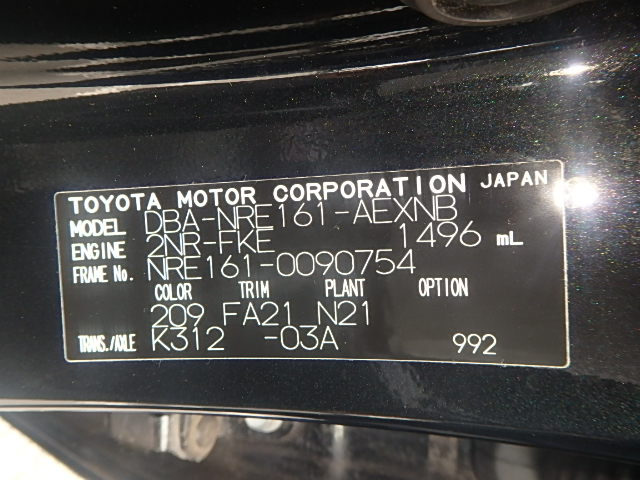 TOYOTA MOTOR CORPORATION JAPAN
MODEL DBA-NRE161-AEXNB
ENGINE 2NR-FKE 1496 mL
FRAME No. NRE161-0090754
COLOR TRIM PLANT OPTION
209 FA21 N21
TRANS./AXLE K312 -03A 992